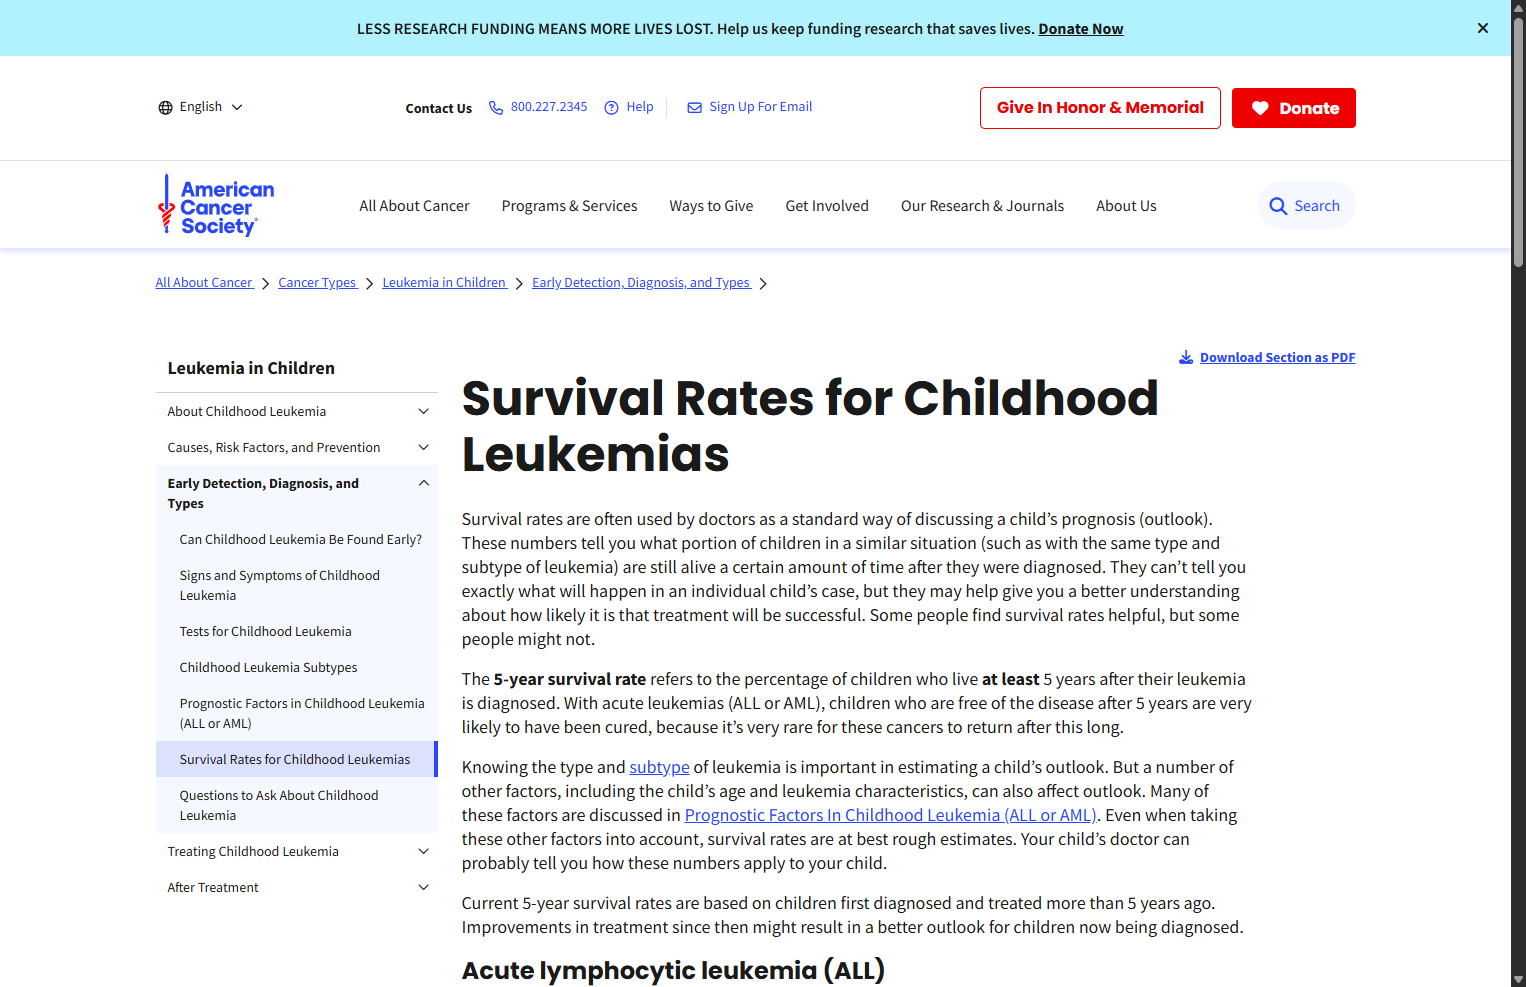 LESS RESEARCH FUNDING MEANS MORE LIVES LOST. Help us keep funding research that saves lives. Donate Now
English
Contact Us 800.227.2345 Help Sign Up For Email
Give In Honor & Memorial Donate
American
Cancer
Society®
All About Cancer Programs & Services Ways to Give Get Involved Our Research & Journals About Us Search
All About Cancer Cancer Types Leukemia in Children Early Detection, Diagnosis, and Types
Leukemia in Children
About Childhood Leukemia
Causes, Risk Factors, and Prevention
Early Detection, Diagnosis, and
Types
Can Childhood Leukemia Be Found Early?
Signs and Symptoms of Childhood
Leukemia
Tests for Childhood Leukemia
Childhood Leukemia Subtypes
Prognostic Factors in Childhood Leukemia
(ALL or AML)
Survival Rates for Childhood Leukemias
Questions to Ask About Childhood
Leukemia
Treating Childhood Leukemia
After Treatment
Download Section as PDF
Survival Rates for Childhood
Leukemias
Survival rates are often used by doctors as a standard way of discussing a child’s prognosis (outlook).
These numbers tell you what portion of children in a similar situation (such as with the same type and
subtype of leukemia) are still alive a certain amount of time after they were diagnosed. They can’t tell you
exactly what will happen in an individual child’s case, but they may help give you a better understanding
about how likely it is that treatment will be successful. Some people find survival rates helpful, but some
people might not.
The 5-year survival rate refers to the percentage of children who live at least 5 years after their leukemia
is diagnosed. With acute leukemias (ALL or AML), children who are free of the disease after 5 years are very
likely to have been cured, because it’s very rare for these cancers to return after this long.
Knowing the type and subtype of leukemia is important in estimating a child’s outlook. But a number of
other factors, including the child’s age and leukemia characteristics, can also affect outlook. Many of
these factors are discussed in Prognostic Factors In Childhood Leukemia (ALL or AML). Even when taking
these other factors into account, survival rates are at best rough estimates. Your child’s doctor can
probably tell you how these numbers apply to your child.
Current 5-year survival rates are based on children first diagnosed and treated more than 5 years ago.
Improvements in treatment since then might result in a better outlook for children now being diagnosed.
Acute lymphocytic leukemia (ALL)